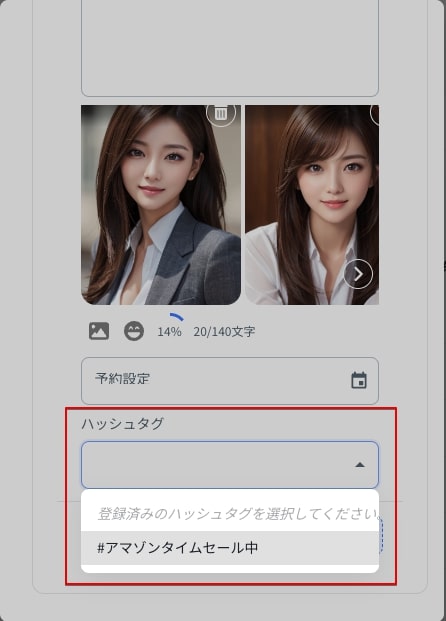 14% 20/140文字
予約設定
ハッシュタグ
登録済みのハッシュタグを選択してください。
#アマゾンタイムセール中